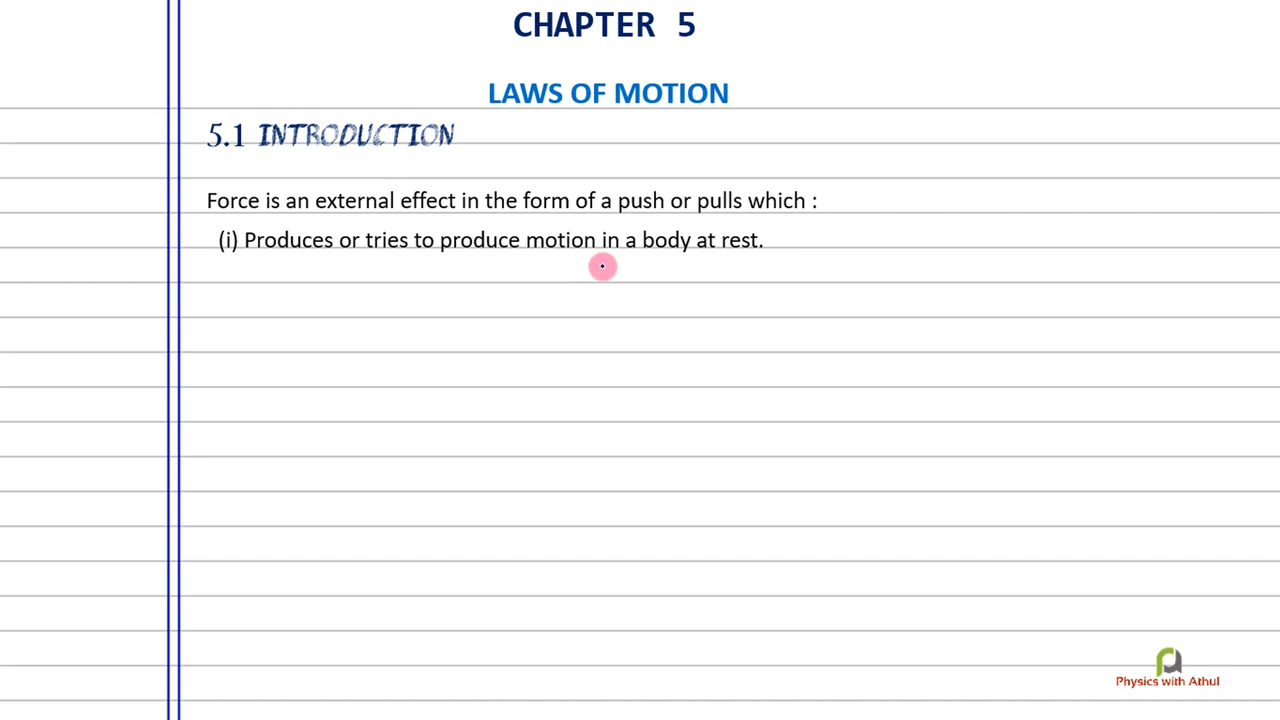 CHAPTER 5
LAWS OF MOTION
5.1 INTRODUCTION
Force is an external effect in the form of a push or pulls which :
(i) Produces or tries to produce motion in a body at rest.
Physics with Athul